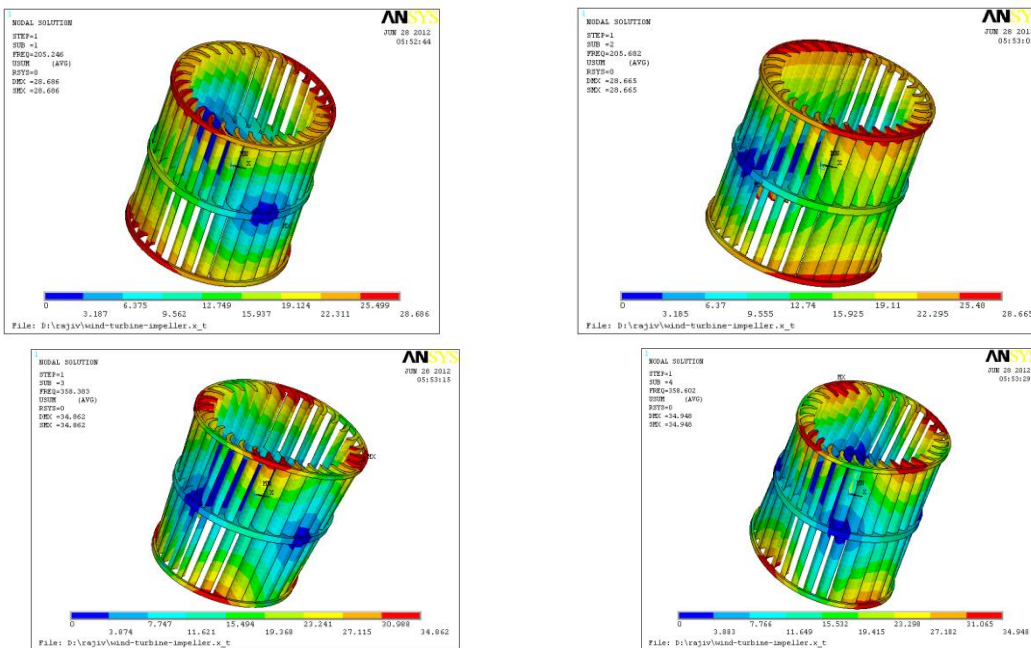 1
NODAL SOLUTION
STEP=1
SUB =1
FREQ=205.246
USUM (AVG)
RSYS=0
DMX =28.686
SMX =28.686
ANSYS
JUN 28 2012
05:52:44
MN
X
MX
0 6.375 12.749 19.124 25.499
3.187 9.562 15.937 22.311 28.686
File: D:\rajiv\wind-turbine-impeller.x_t
1
NODAL SOLUTION
STEP=1
SUB =2
FREQ=205.682
USUM (AVG)
RSYS=0
DMX =28.665
SMX =28.665
ANSYS
JUN 28 2012
MN
X
0 6.37 12.74 19.11 25.48
3.185 9.555 15.925 22.295 28.665
File: D:\rajiv\wind-turbine-impeller.x_t
1
NODAL SOLUTION
STEP=1
SUB =3
FREQ=358.383
USUM (AVG)
RSYS=0
DMX =34.862
SMX =34.862
ANSYS
JUN 28 2012
05:53:15
MX
MN
X
0 7.747 15.494 23.241 30.988
3.874 11.621 19.368 27.115 34.862
File: D:\rajiv\wind-turbine-impeller.x_t
1
NODAL SOLUTION
STEP=1
SUB =4
FREQ=358.602
USUM (AVG)
RSYS=0
DMX =34.948
SMX =34.948
ANSYS
JUN 28 2012
05:53:29
MX
MN
X
0 7.766 15.532 23.298 31.065
3.883 11.649 19.415 27.182 34.948
File: D:\rajiv\wind-turbine-impeller.x_t